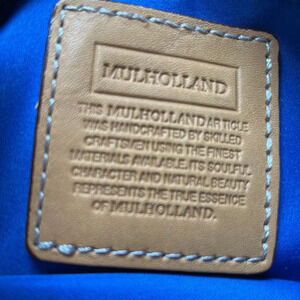 MULHOLLAND
THIS MULHOLLAND ARTICLE
WAS HANDCRAFTED BY SKILLED
CRAFTSMEN USING THE FINEST
MATERIALS AVAILABLE. ITS SOULFUL
CHARACTER AND NATURAL BEAUTY
REPRESENTS THE TRUE ESSENCE
OF MULHOLLAND.